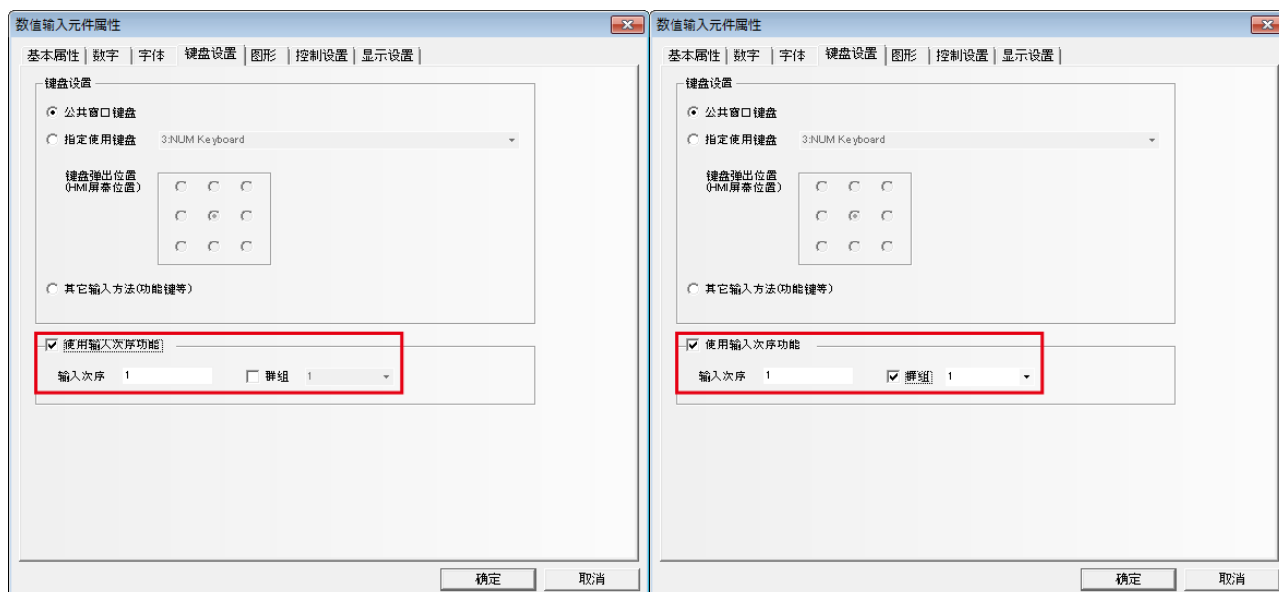 数值输入元件属性
基本属性 数字 字体 键盘设置 图形 控制设置 显示设置
键盘设置
公共窗口键盘
指定使用键盘 3:NUM Keyboard
键盘弹出位置
(HMI屏幕位置)
其它输入方法(功能键等)
使用输入次序功能
输入次序 1 群组 1
确定 取消
数值输入元件属性
基本属性 数字 字体 键盘设置 图形 控制设置 显示设置
键盘设置
公共窗口键盘
指定使用键盘 3:NUM Keyboard
键盘弹出位置
(HMI屏幕位置)
其它输入方法(功能键等)
使用输入次序功能
输入次序 1 群组 1
确定 取消